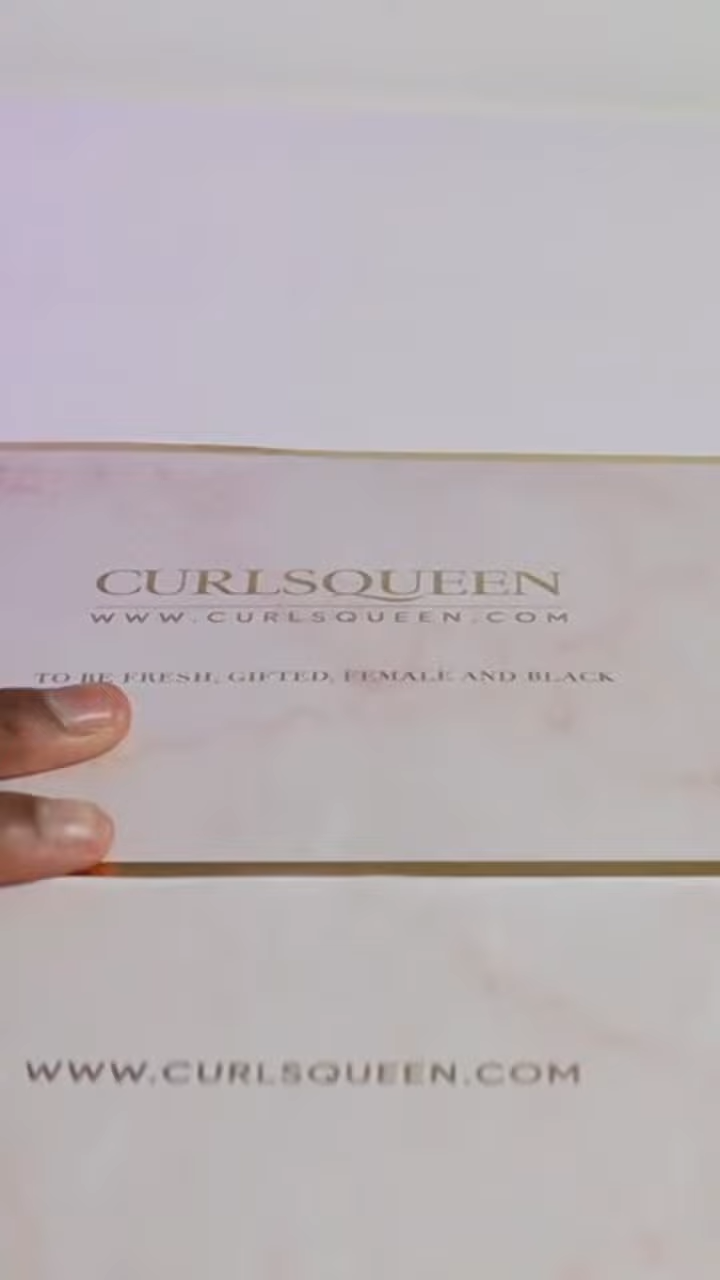 CURLSQUEEN
WWW.CURLSQUEEN.COM
TO BE FRESH, GIFTED, FEMALE AND BLACK
WWW.CURLSQUEEN.COM